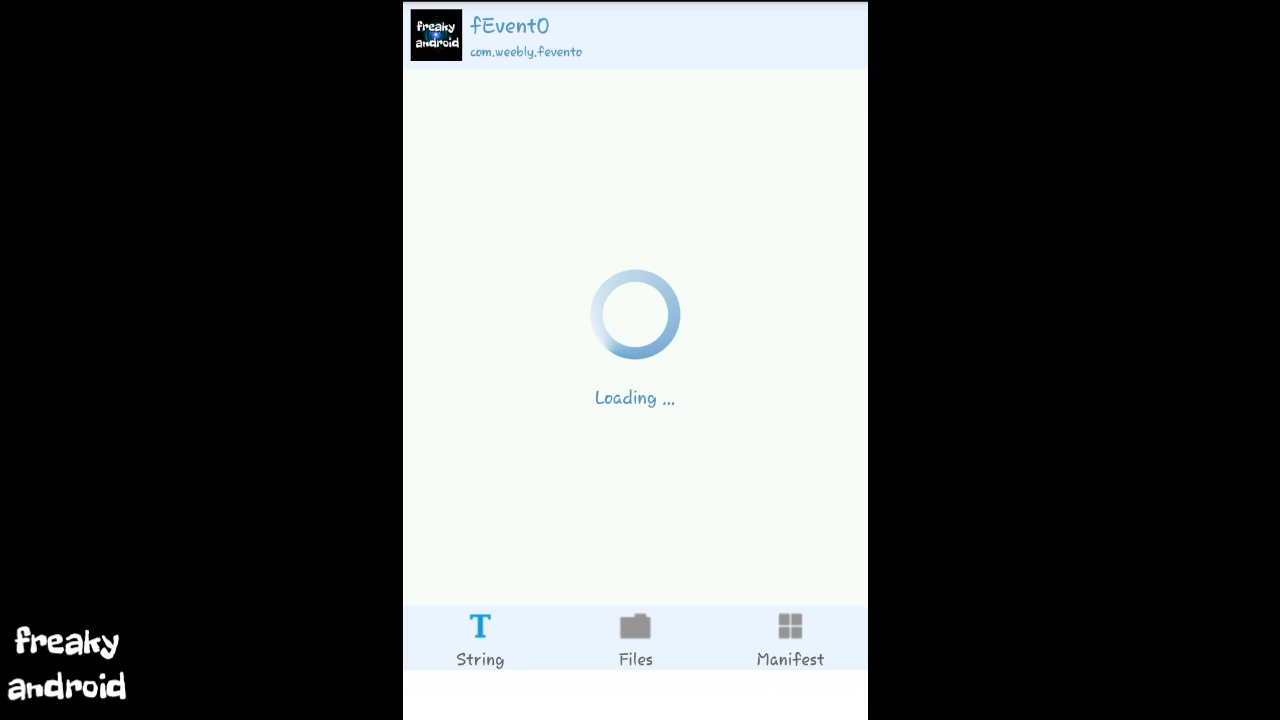 freaky
android
fEventO
com.weebly.fevento
Loading ...
String
Files
Manifest
freaky
android